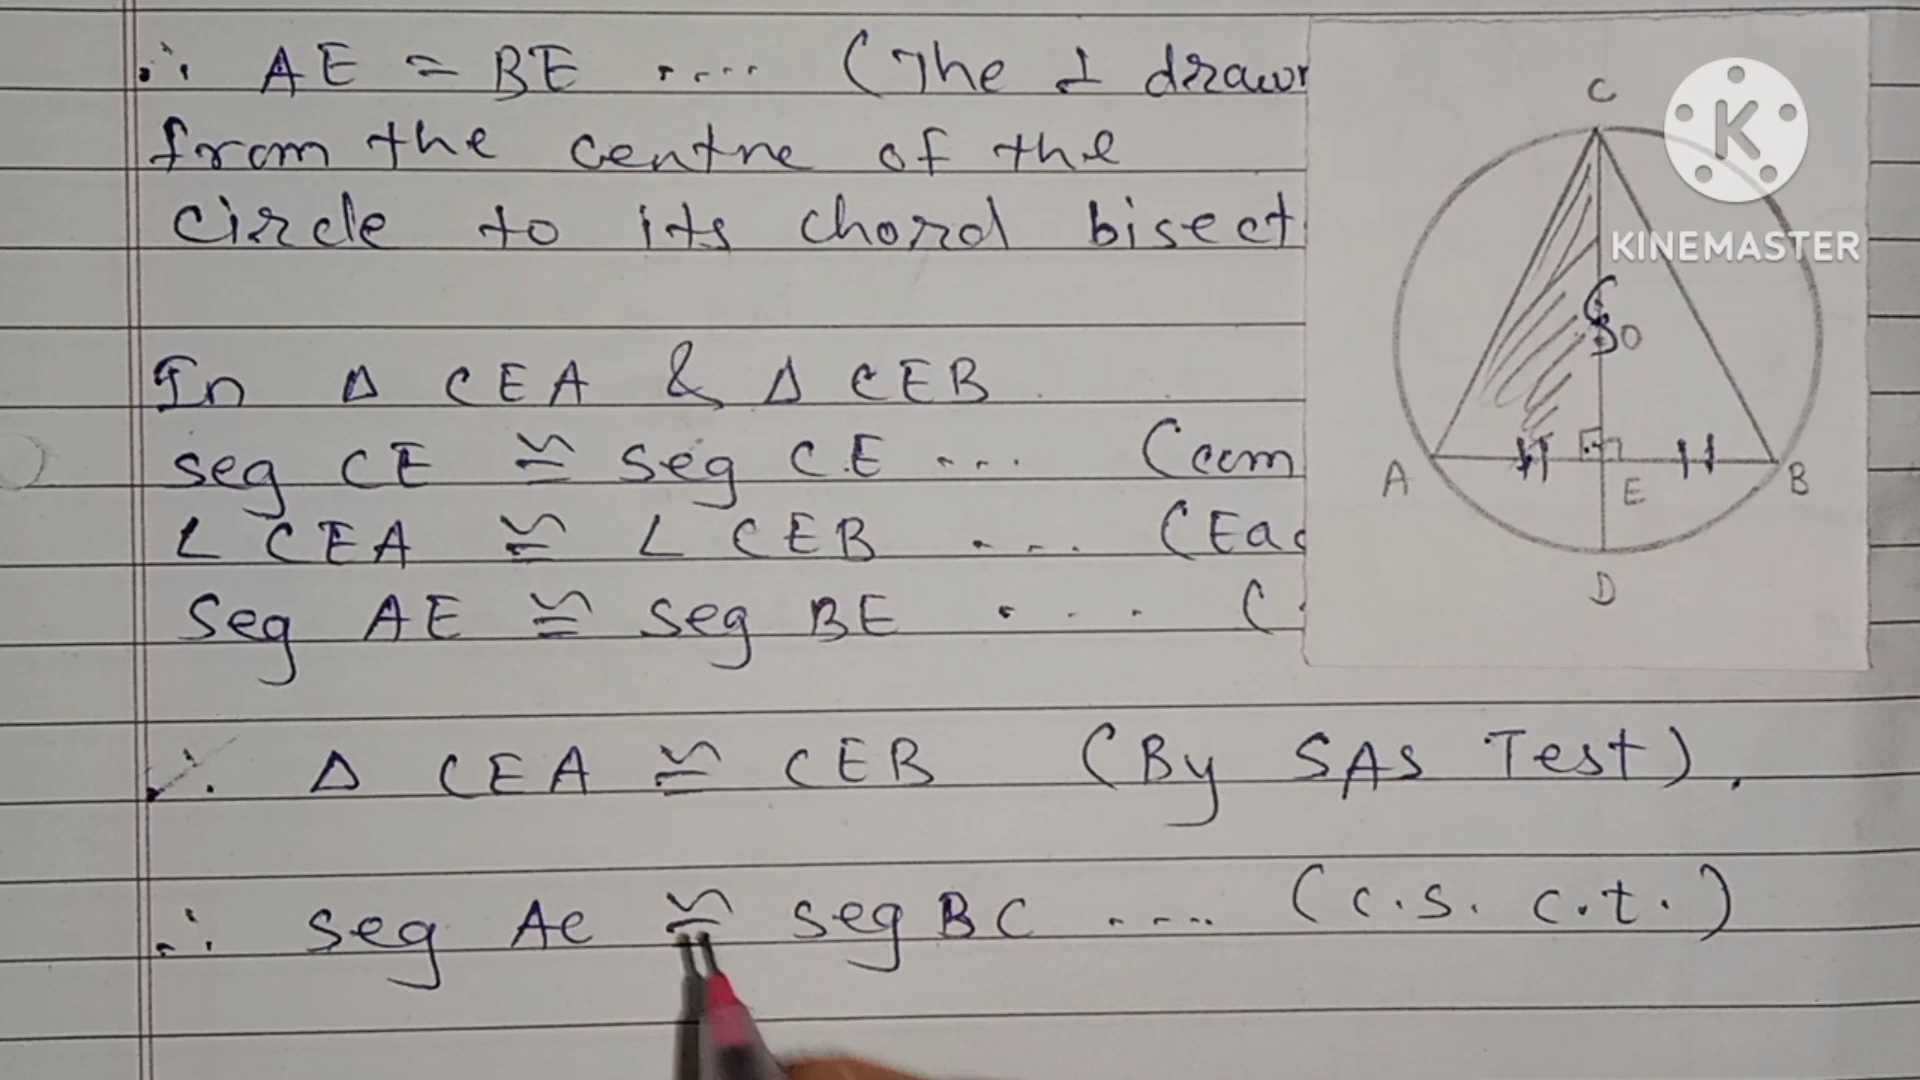 ∴ AE = BE .... (The ⊥ drawn
from the centre of the
circle to its chord bisect
In Δ CEA & Δ CEB
seg CE ≅ seg CE ... (com
∠ CEA ≅ ∠ CEB .... (Eac
Seg AE ≅ seg BE .... (
∴ Δ CEA ≅ CEB (By SAS Test).
∴ seg Ac ≅ seg BC .... (c.s.c.t.)
C
O
A
E
B
D
K
KINEMASTER